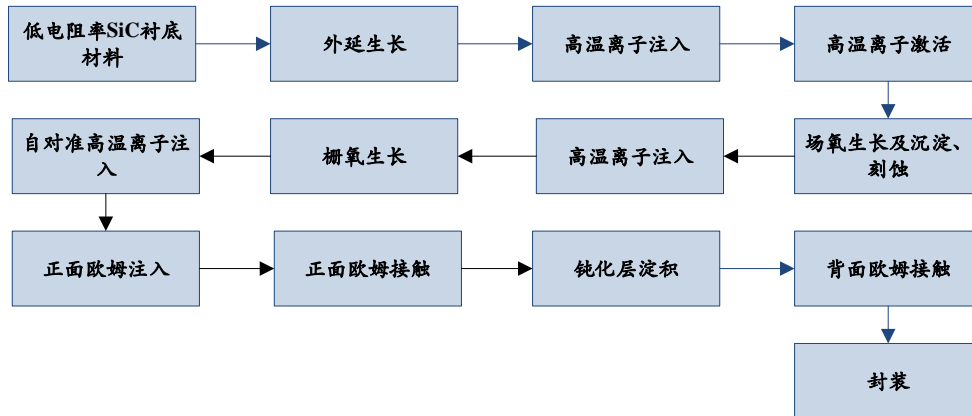 低电阻率SiC衬底
材料
外延生长
高温离子注入
高温离子激活
自对准高温离子注
入
栅氧生长
高温离子注入
场氧生长及沉淀、
刻蚀
正面欧姆注入
正面欧姆接触
钝化层淀积
背面欧姆接触
封装